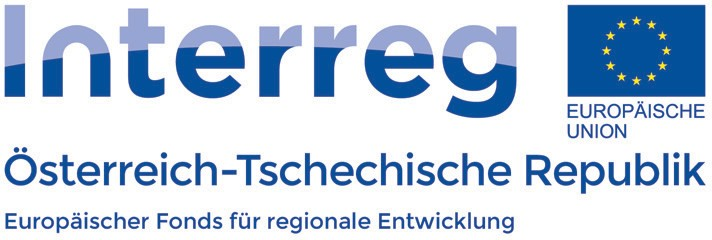 Interreg
EUROPÄISCHE
UNION
Österreich-Tschechische Republik
Europäischer Fonds für regionale Entwicklung